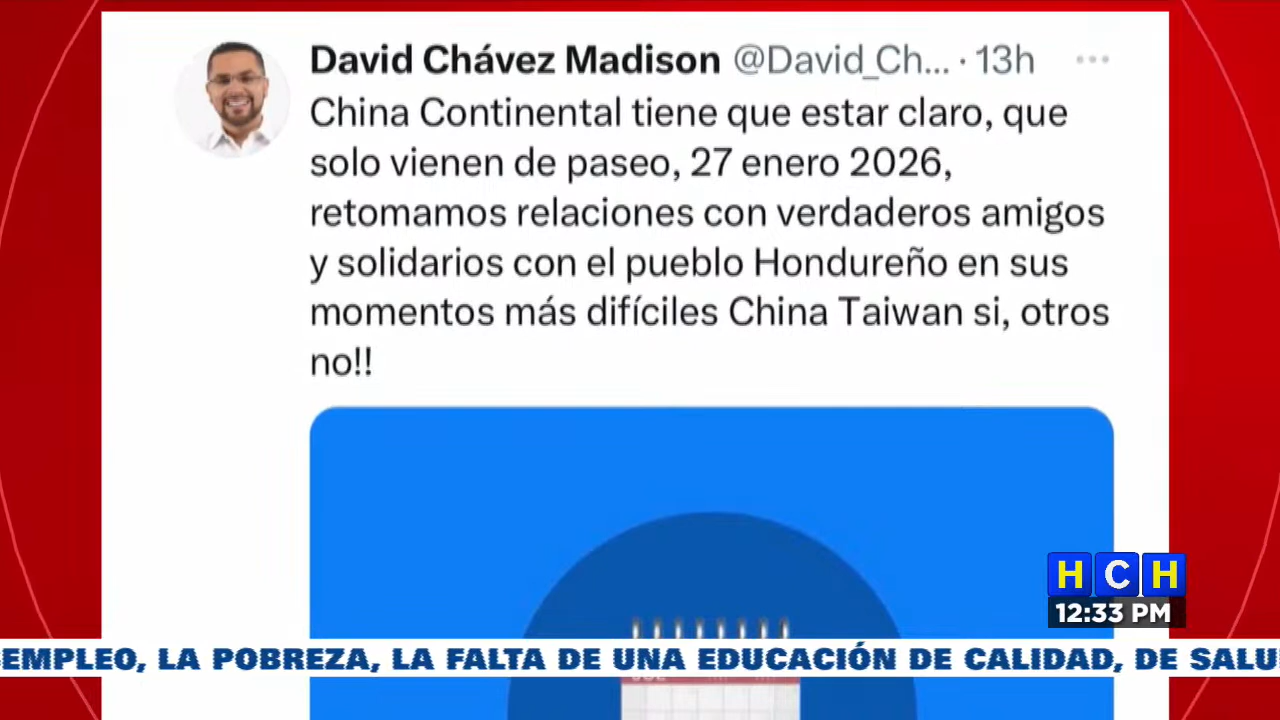 David Chávez Madison @David_Ch... · 13h
China Continental tiene que estar claro, que
solo vienen de paseo, 27 enero 2026,
retomamos relaciones con verdaderos amigos
y solidarios con el pueblo Hondureño en sus
momentos más difíciles China Taiwan si, otros
no!!
HCH
12:33 PM
EMPLEO, LA POBREZA, LA FALTA DE UNA EDUCACIÓN DE CALIDAD, DE SALU